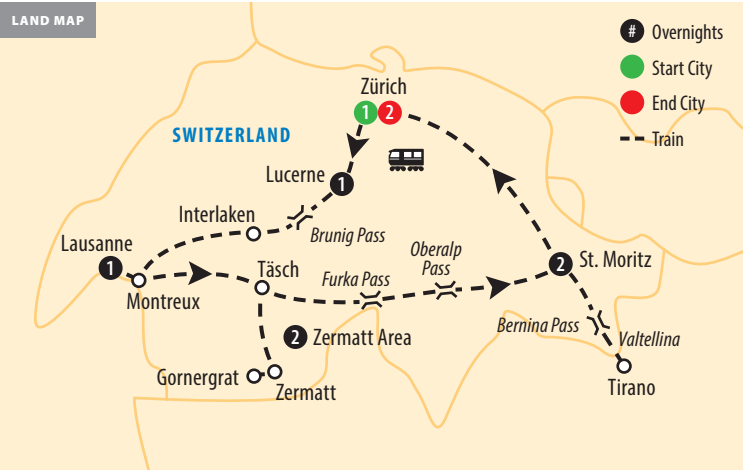 LAND MAP
# Overnights
Start City
End City
Train
Zürich
1 2
SWITZERLAND
Lucerne 1
Interlaken
Brunig Pass
Lausanne
1
Montreux
Täsch
Furka Pass
Oberalp
Pass
2 St. Moritz
Bernina Pass
Valtellina
2 Zermatt Area
Gornergrat
Zermatt
Tirano